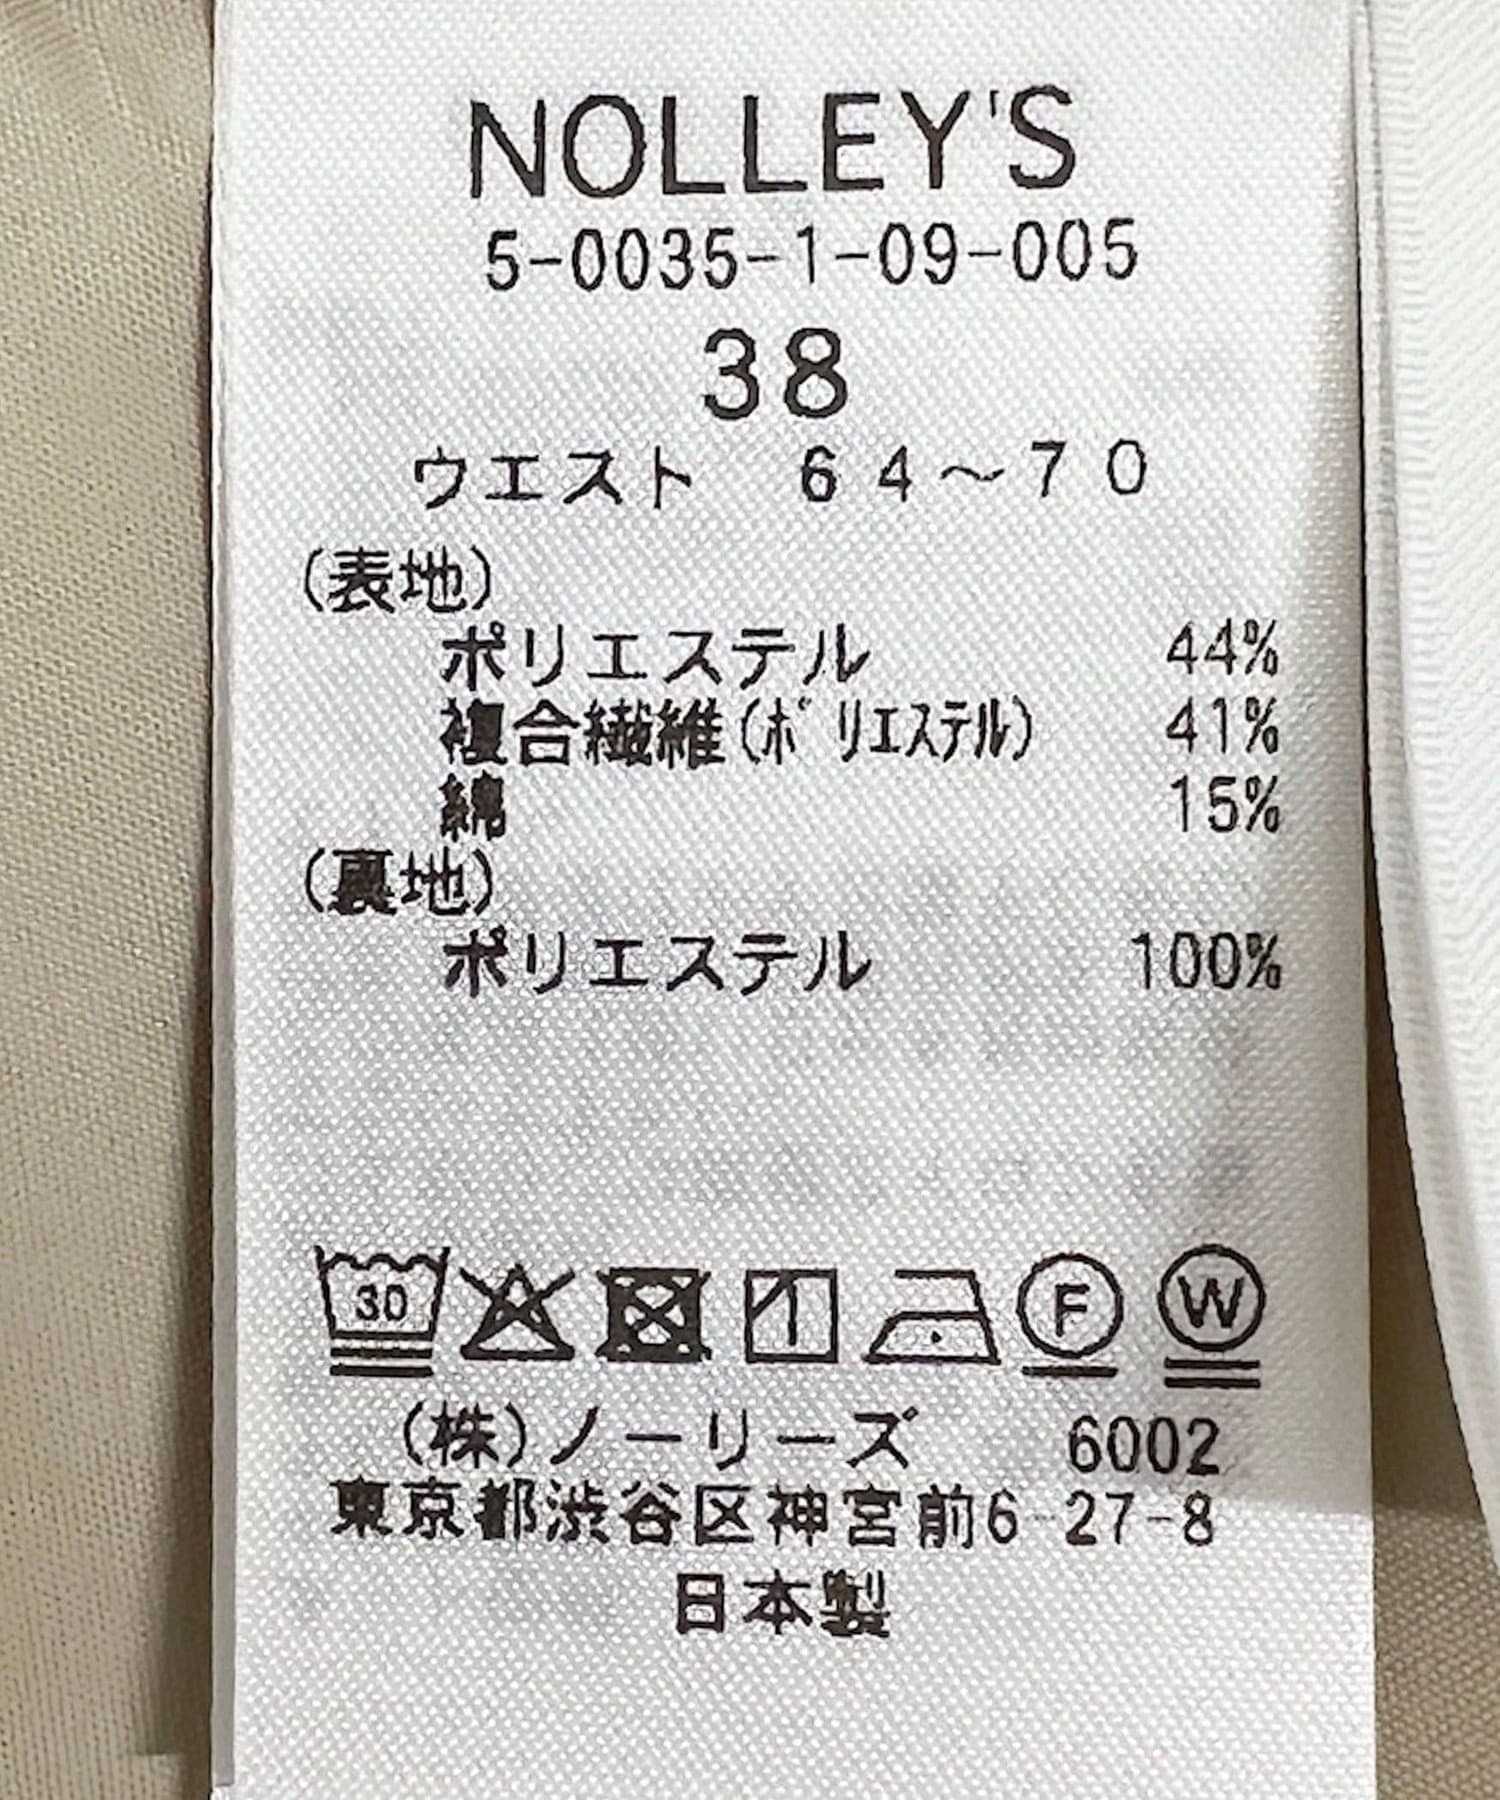 NOLLEY'S
5-0035-1-09-005
38
ウエスト 64～70
(表地)
ポリエステル 44%
複合繊維(ﾎﾟﾘｴｽﾃﾙ) 41%
綿 15%
(裏地)
ポリエステル 100%
30 F W
(株)ノーリーズ 6002
東京都渋谷区神宮前6-27-8
日本製